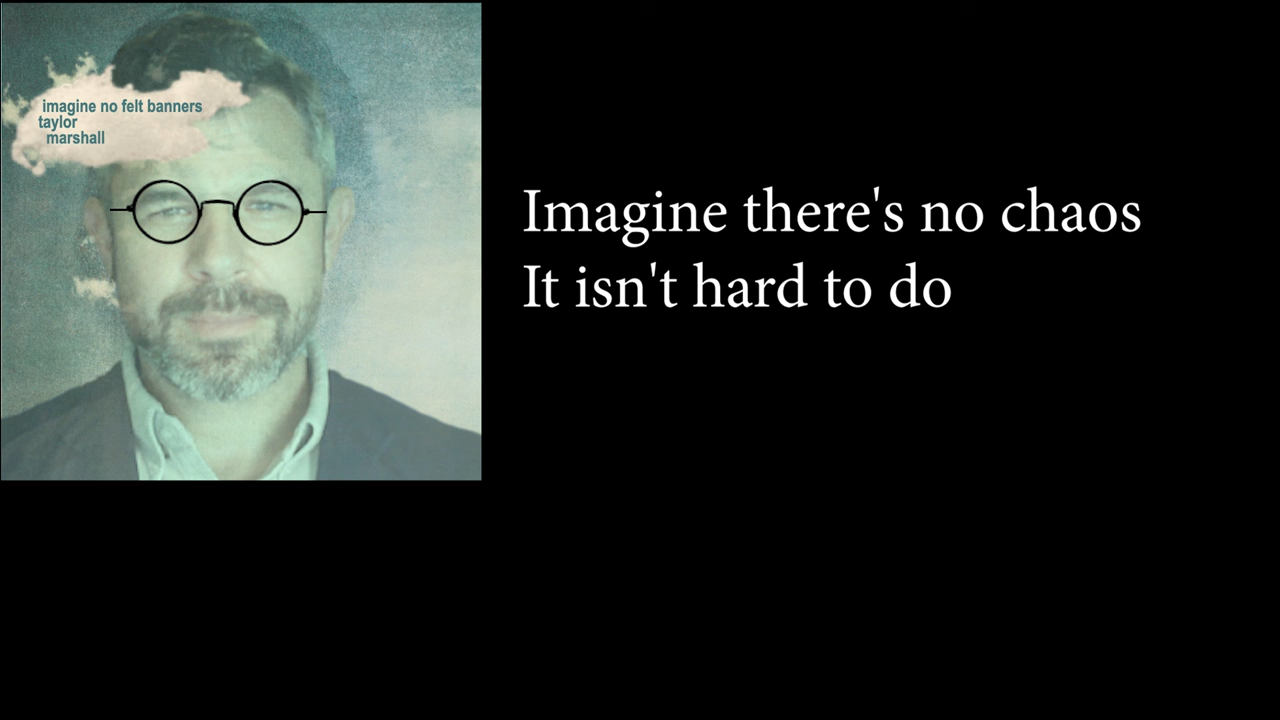 imagine no felt banners
taylor
marshall
Imagine there's no chaos
It isn't hard to do